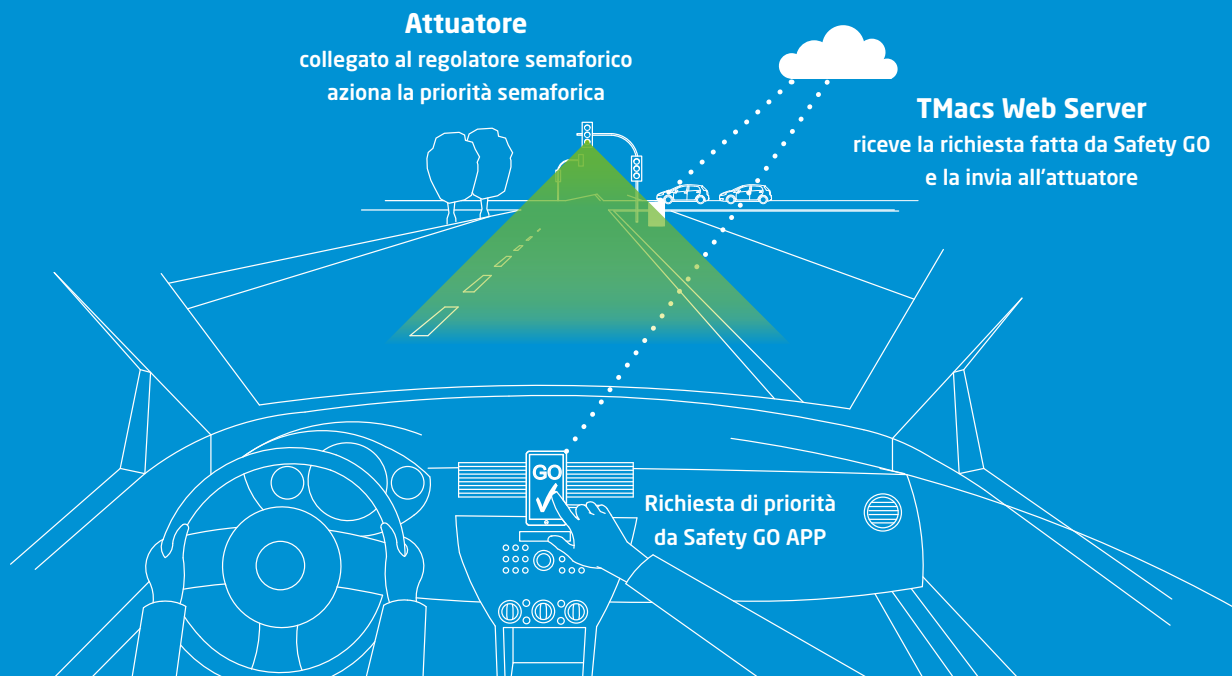 Attuatore
collegato al regolatore semaforico
aziona la priorità semaforica
TMacs Web Server
riceve la richiesta fatta da Safety GO
e la invia all'attuatore
GO
Richiesta di priorità
da Safety GO APP